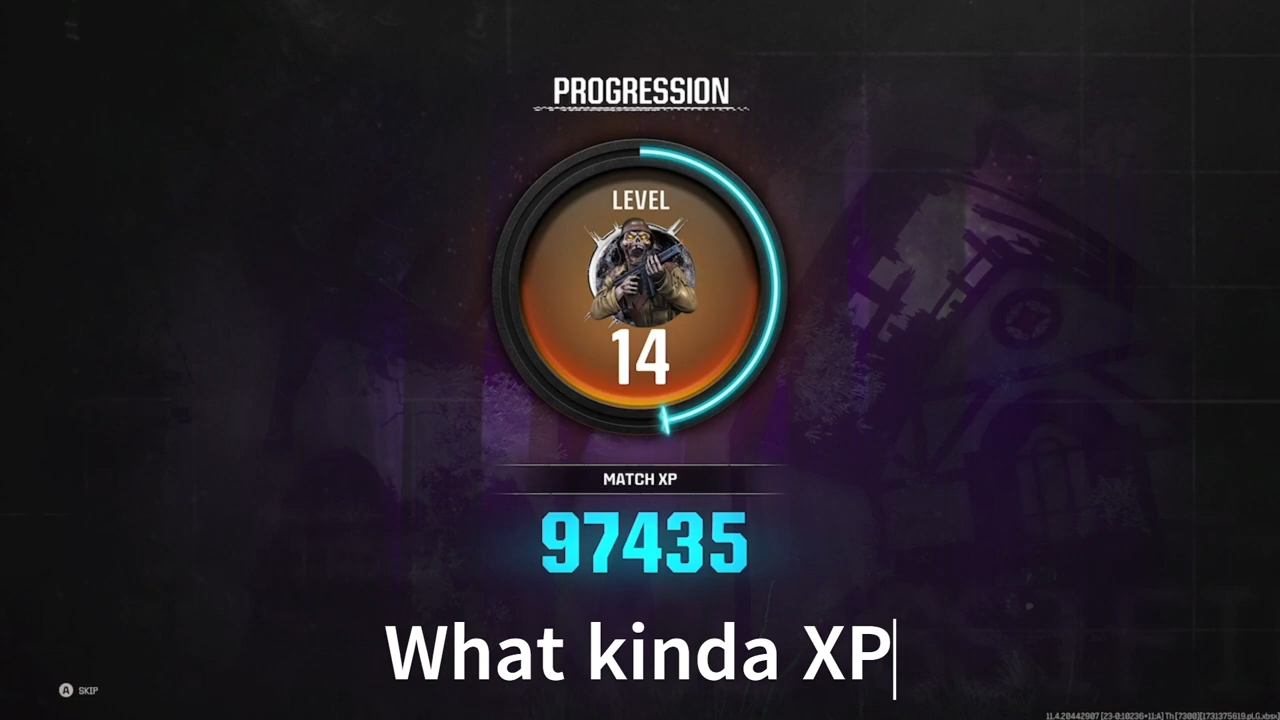 PROGRESSION
LEVEL
14
MATCH XP
97435
What kinda XP
A SKIP